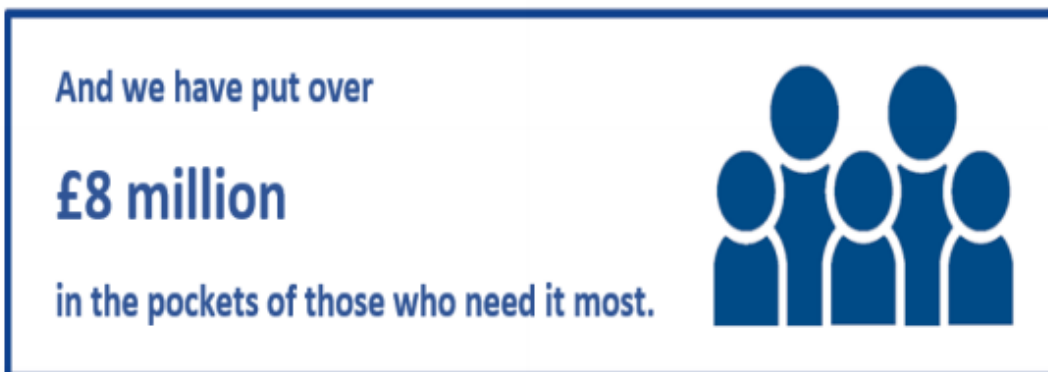 And we have put over
£8 million
in the pockets of those who need it most.